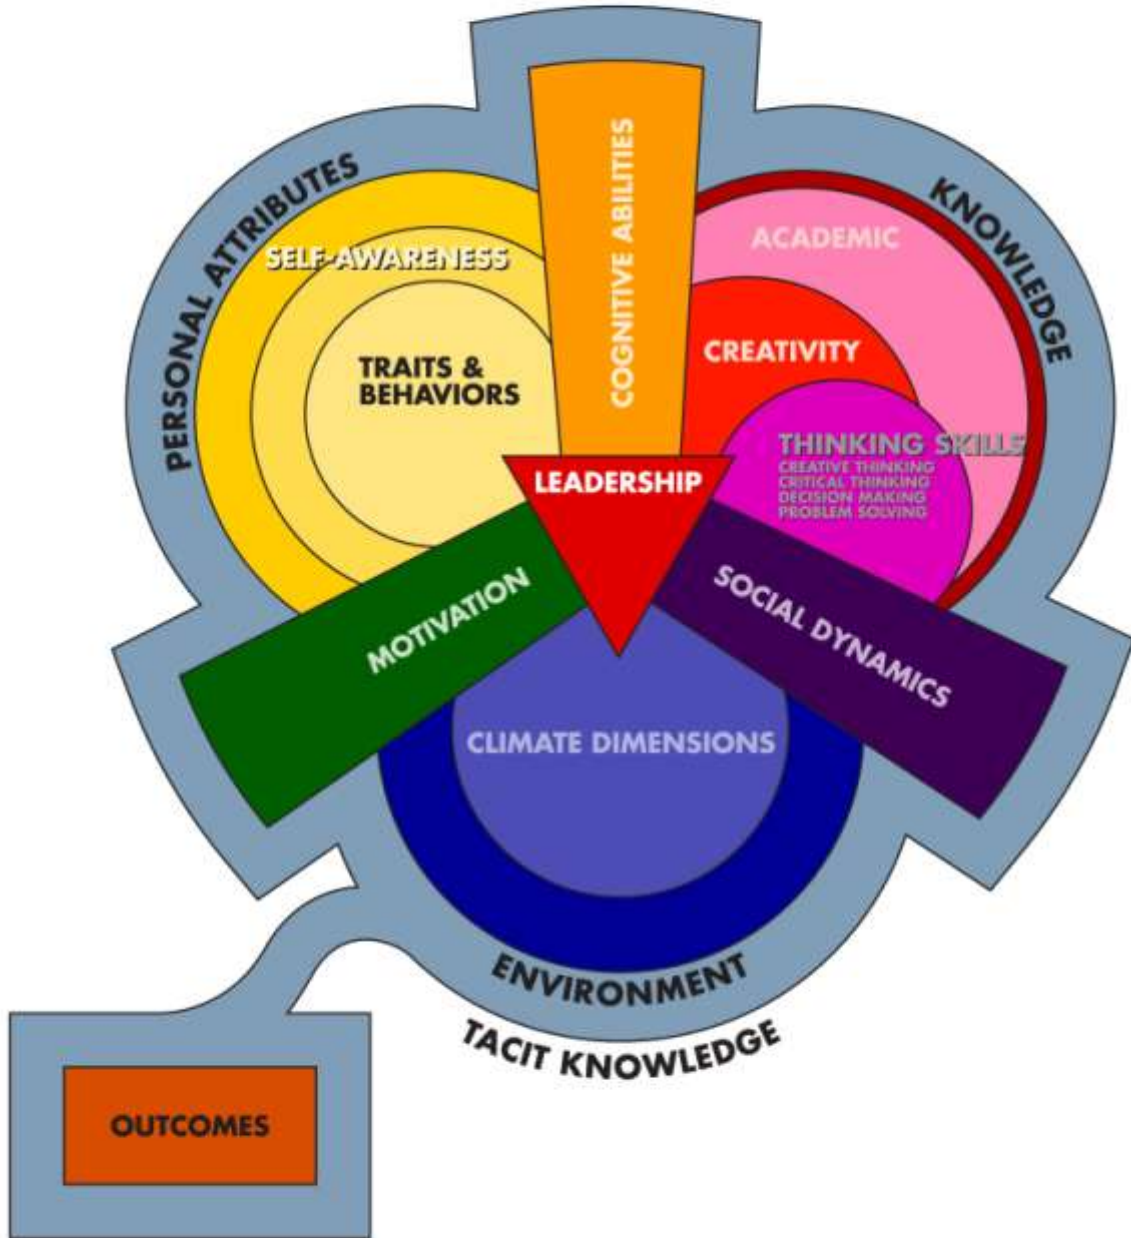 COGNITIVE ABILITIES
PERSONAL ATTRIBUTES
SELF-AWARENESS
TRAITS &
BEHAVIORS
KNOWLEDGE
ACADEMIC
CREATIVITY
THINKING SKILLS
CREATIVE THINKING
CRITICAL THINKING
DECISION MAKING
PROBLEM SOLVING
LEADERSHIP
MOTIVATION
SOCIAL DYNAMICS
CLIMATE DIMENSIONS
ENVIRONMENT
TACIT KNOWLEDGE
OUTCOMES